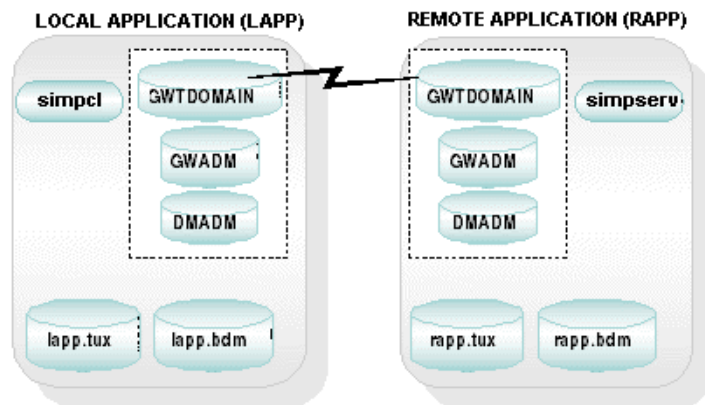 LOCAL APPLICATION (LAPP)
simpcl
GWTDOMAIN
GWADM
DMADM
lapp.tux
lapp.bdm
REMOTE APPLICATION (RAPP)
GWTDOMAIN
simpserv
GWADM
DMADM
rapp.tux
rapp.bdm